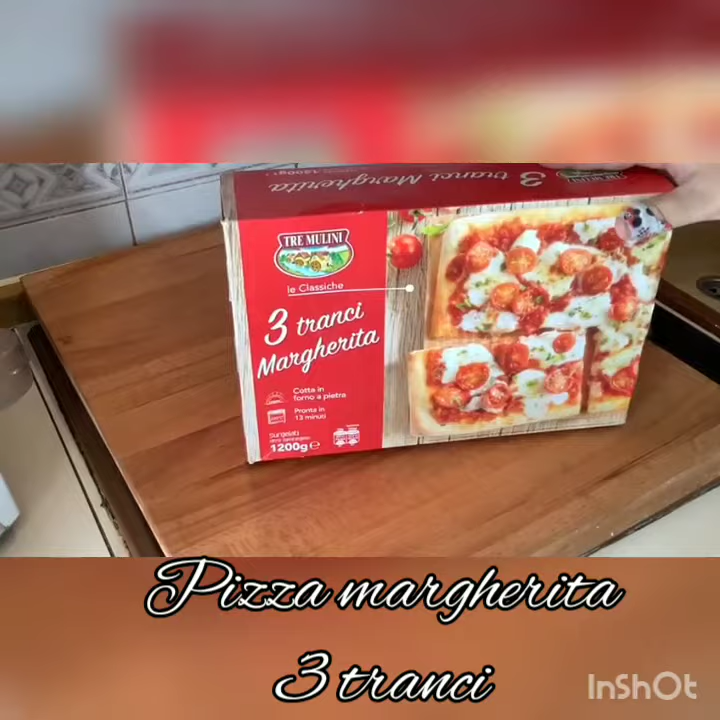 3 tranci Margherita
1200g
TRE MULINI
le Classiche
3 tranci
Margherita
Cotta in
forno a pietra
Pronta in
13 minuti
Surgelati
1200g e
Pizza margherita
3 tranci
InShOt